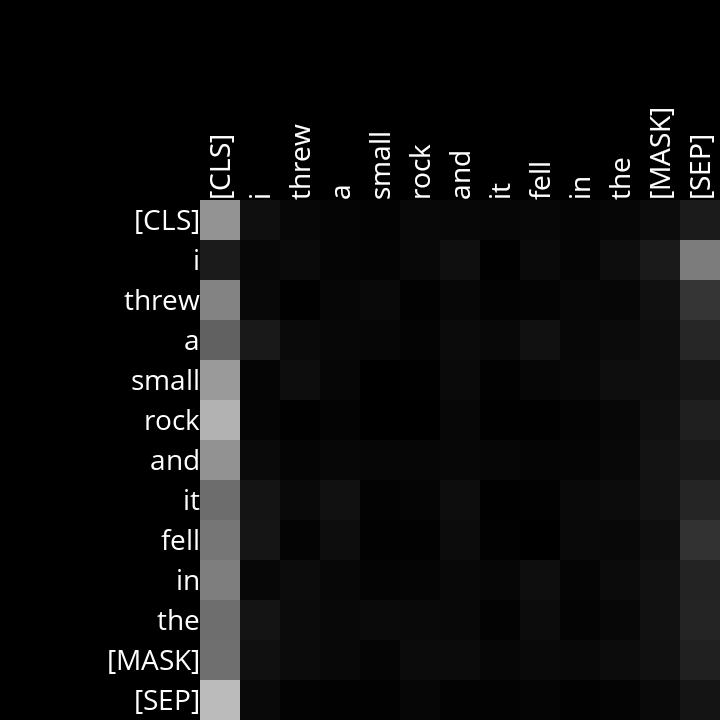 [CLS] i threw a small rock and it fell in the [MASK] [SEP]
[CLS]
i
threw
a
small
rock
and
it
fell
in
the
[MASK]
[SEP]